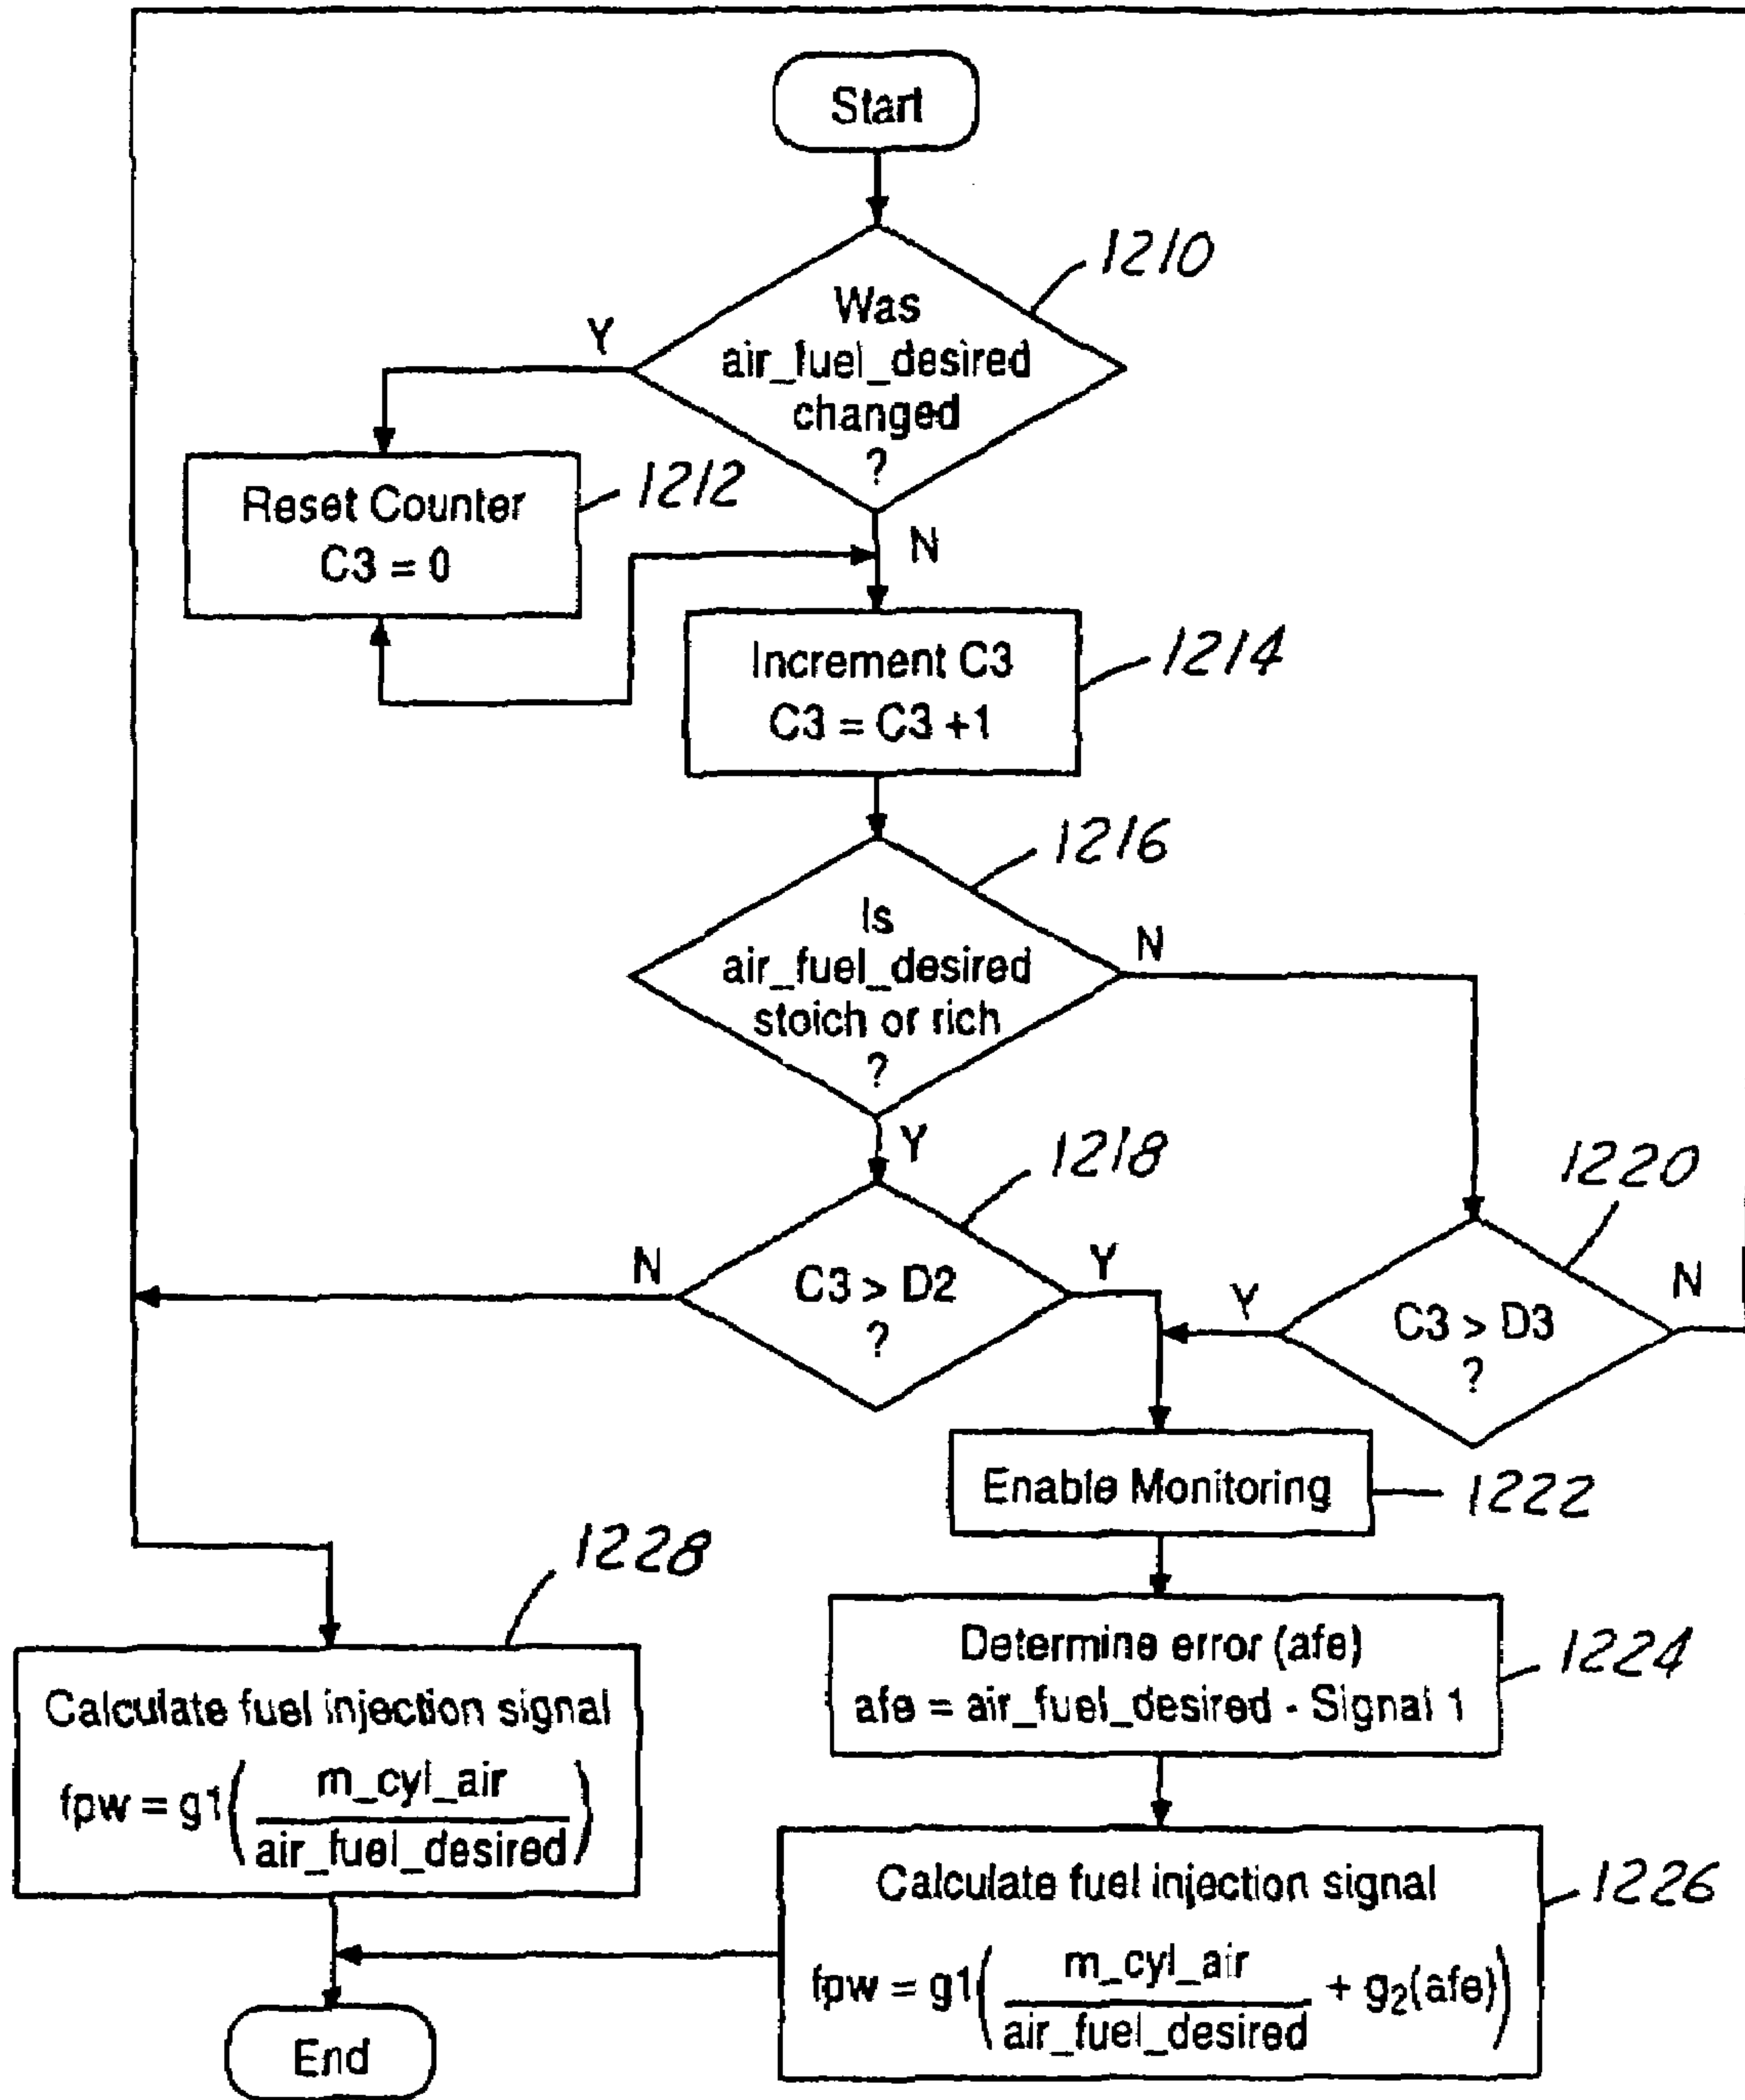 Start
1210
Was
air_fuel_desired
changed
?
Y
N
Reset Counter
C3 = 0
1212
Increment C3
C3 = C3 +1
1214
1216
Is
air_fuel_desired
stoich or rich
?
N
Y
1218
C3 > D2
?
N
Y
1220
C3 > D3
?
Y
N
Enable Monitoring
1222
1228
Calculate fuel injection signal
fpw = g1( m_cyl_air / air_fuel_desired )
Determine error (afe)
afe = air_fuel_desired - Signal 1
1224
Calculate fuel injection signal
fpw = g1( m_cyl_air / air_fuel_desired + g₂(afe) )
1226
End